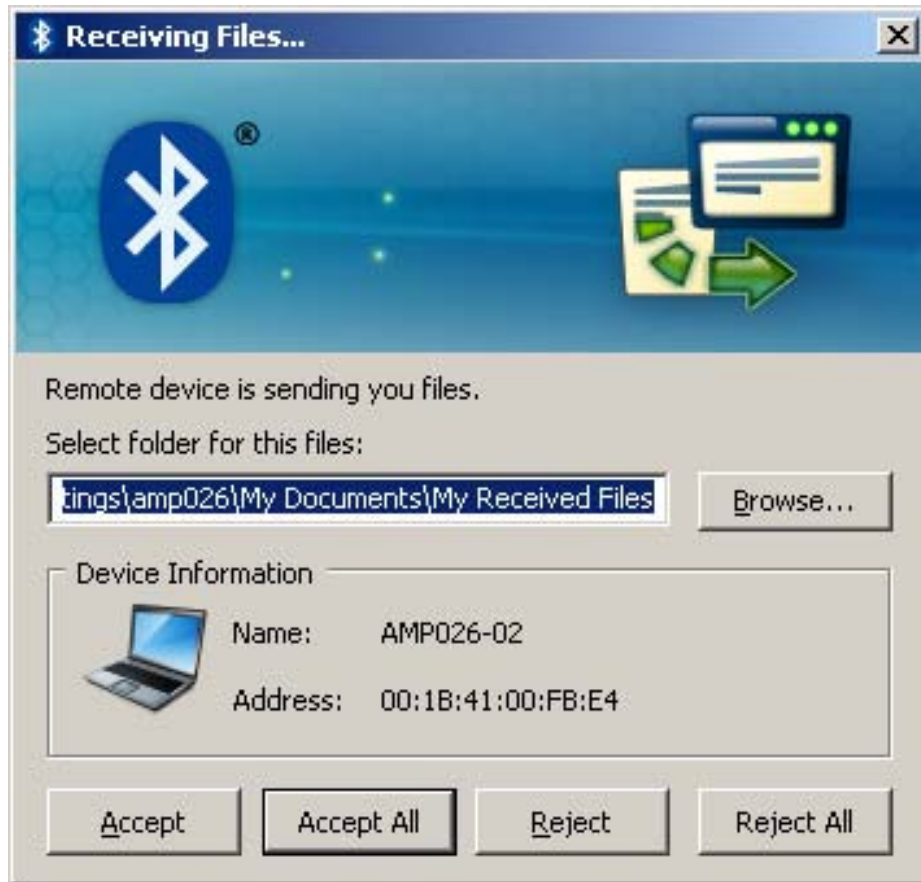 Receiving Files...
®
Remote device is sending you files.
Select folder for this files:
tings\amp026\My Documents\My Received Files
Browse...
Device Information
Name: AMP026-02
Address: 00:1B:41:00:FB:E4
Accept Accept All Reject Reject All